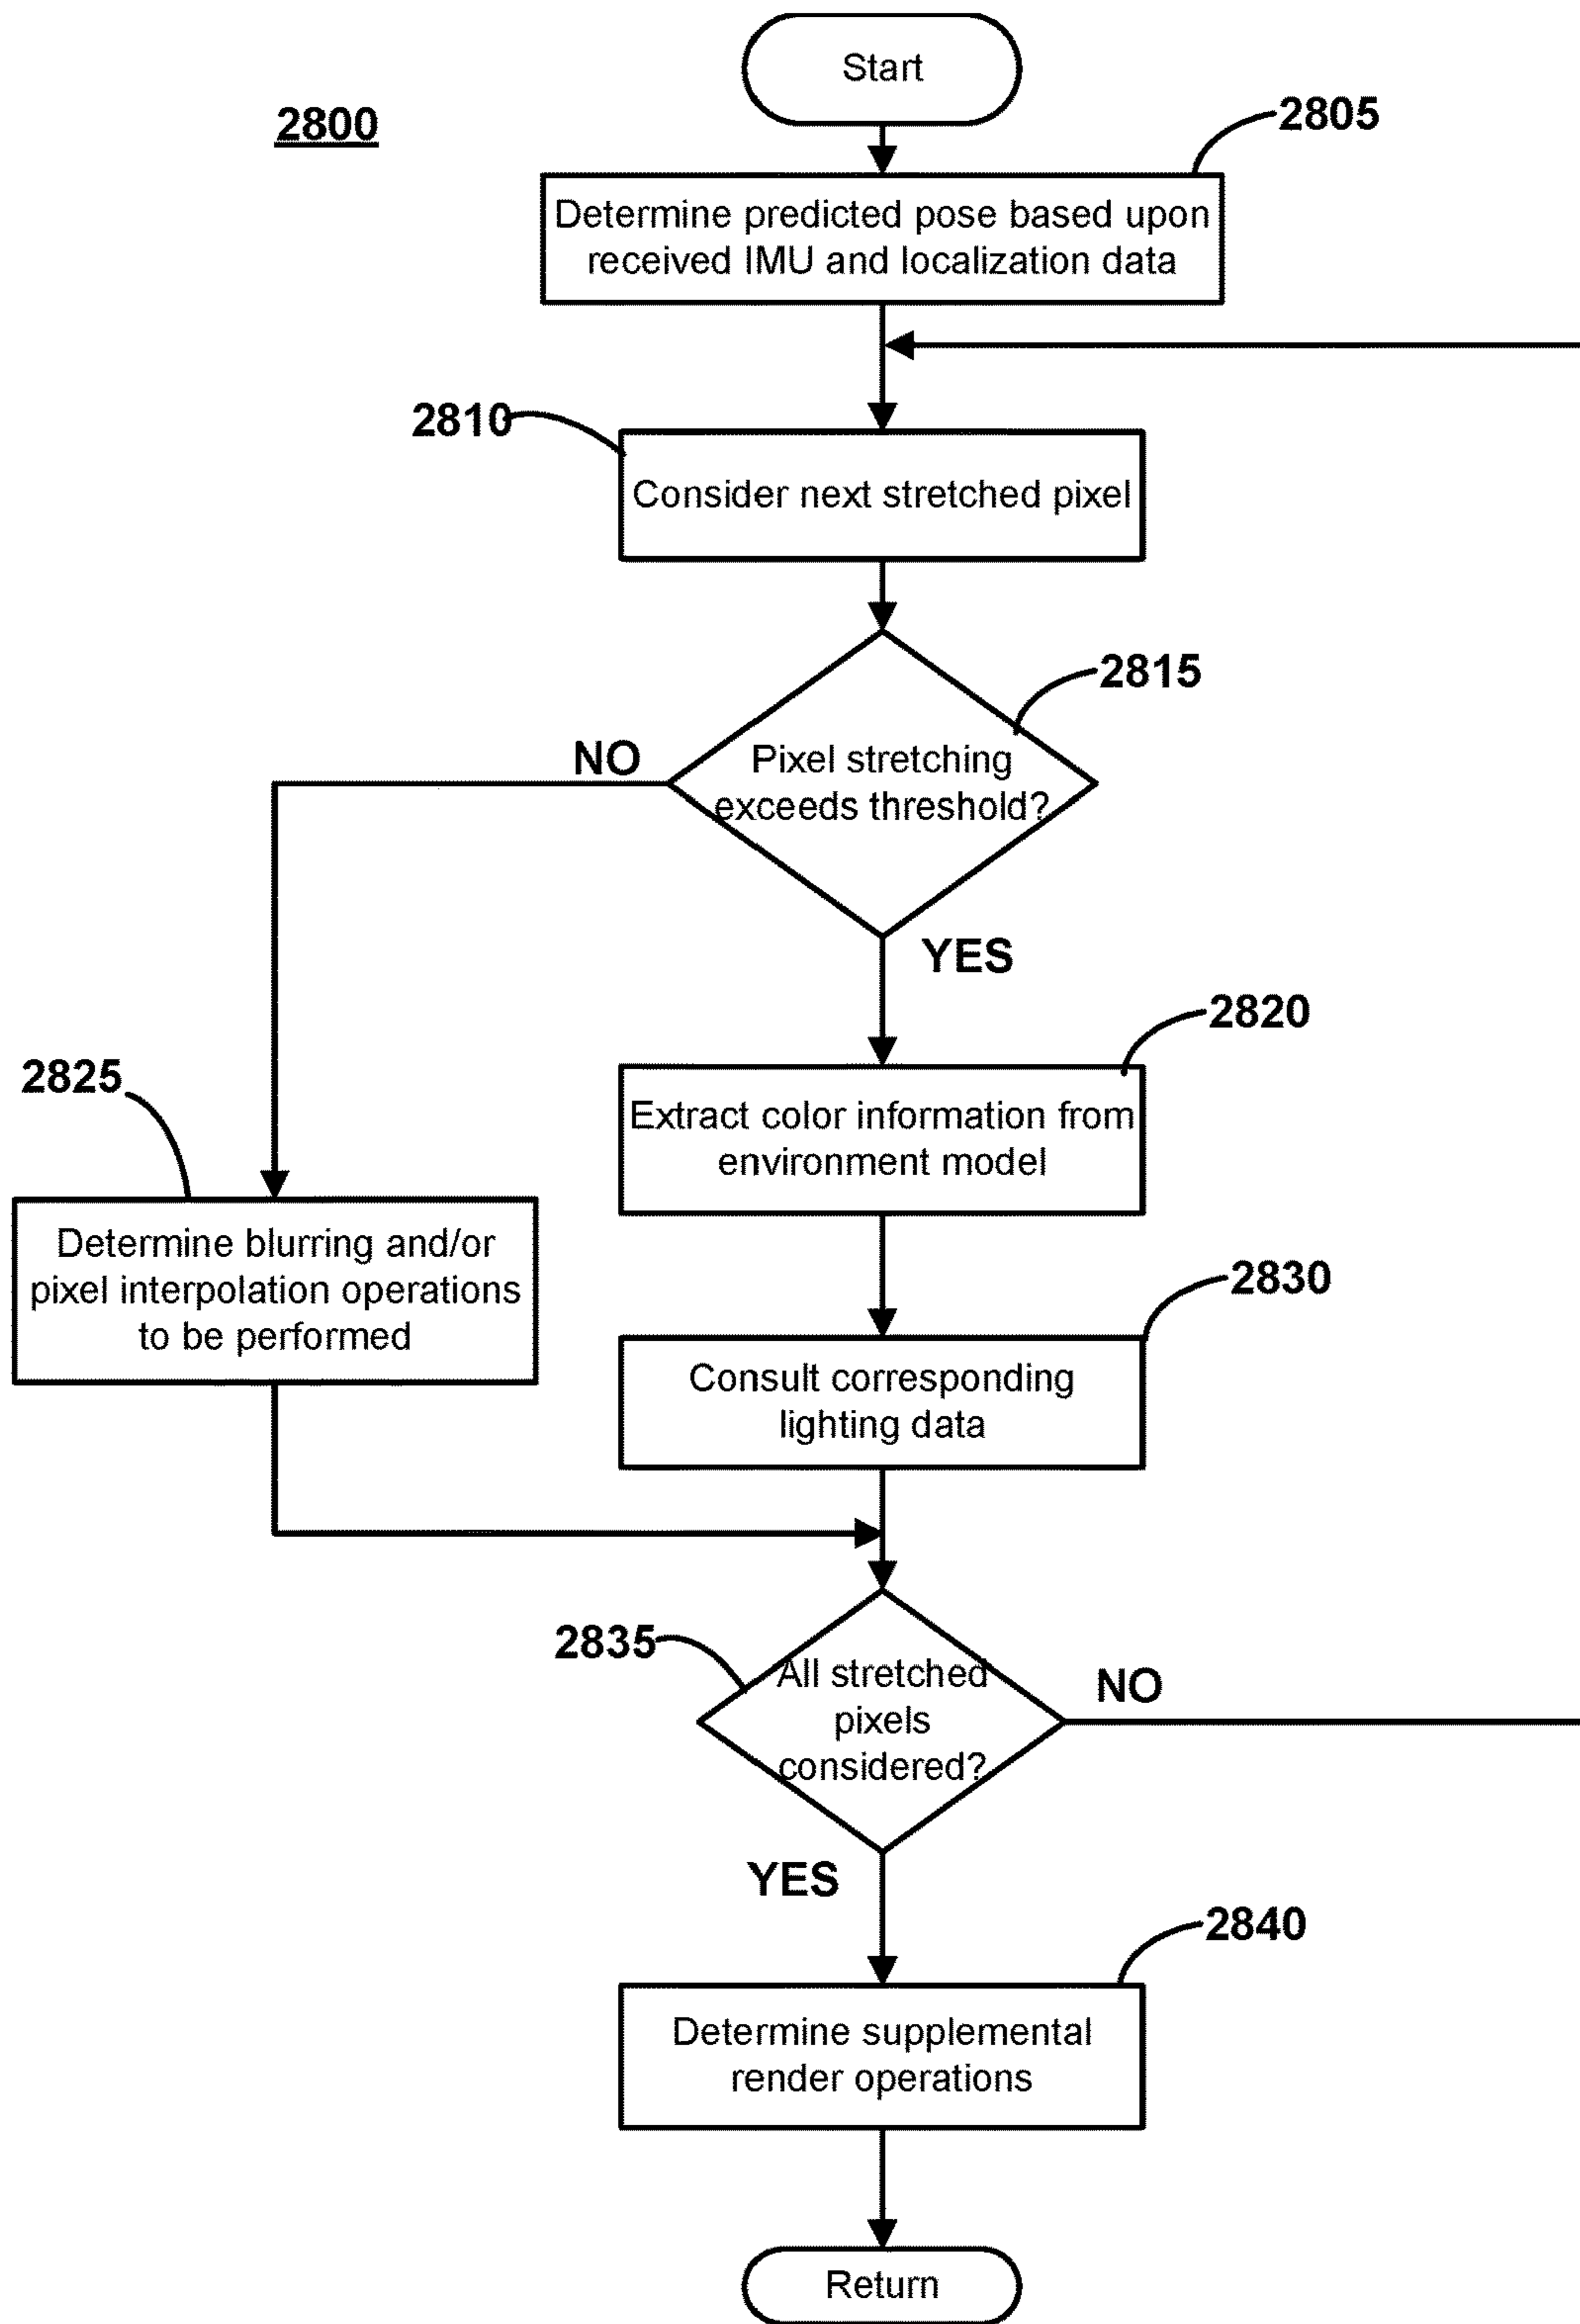 Start
2800
2805
Determine predicted pose based upon
received IMU and localization data
2810
Consider next stretched pixel
2815
Pixel stretching
exceeds threshold?
NO
YES
2820
Extract color information from
environment model
2825
Determine blurring and/or
pixel interpolation operations
to be performed
2830
Consult corresponding
lighting data
2835
All stretched
pixels
considered?
NO
YES
2840
Determine supplemental
render operations
Return